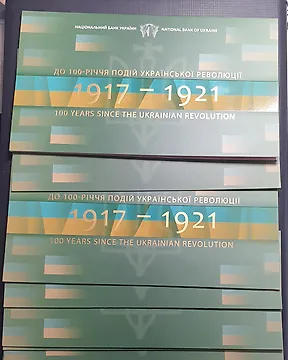 НАЦІОНАЛЬНИЙ БАНК УКРАЇНИ NATIONAL BANK OF UKRAINE
ДО 100-РІЧЧЯ ПОДІЙ УКРАЇНСЬКОЇ РЕВОЛЮЦІЇ
1917 – 1921
100 YEARS SINCE THE UKRAINIAN REVOLUTION
ДО 100-РІЧЧЯ ПОДІЙ УКРАЇНСЬКОЇ РЕВОЛЮЦІЇ
1917 – 1921
100 YEARS SINCE THE UKRAINIAN REVOLUTION